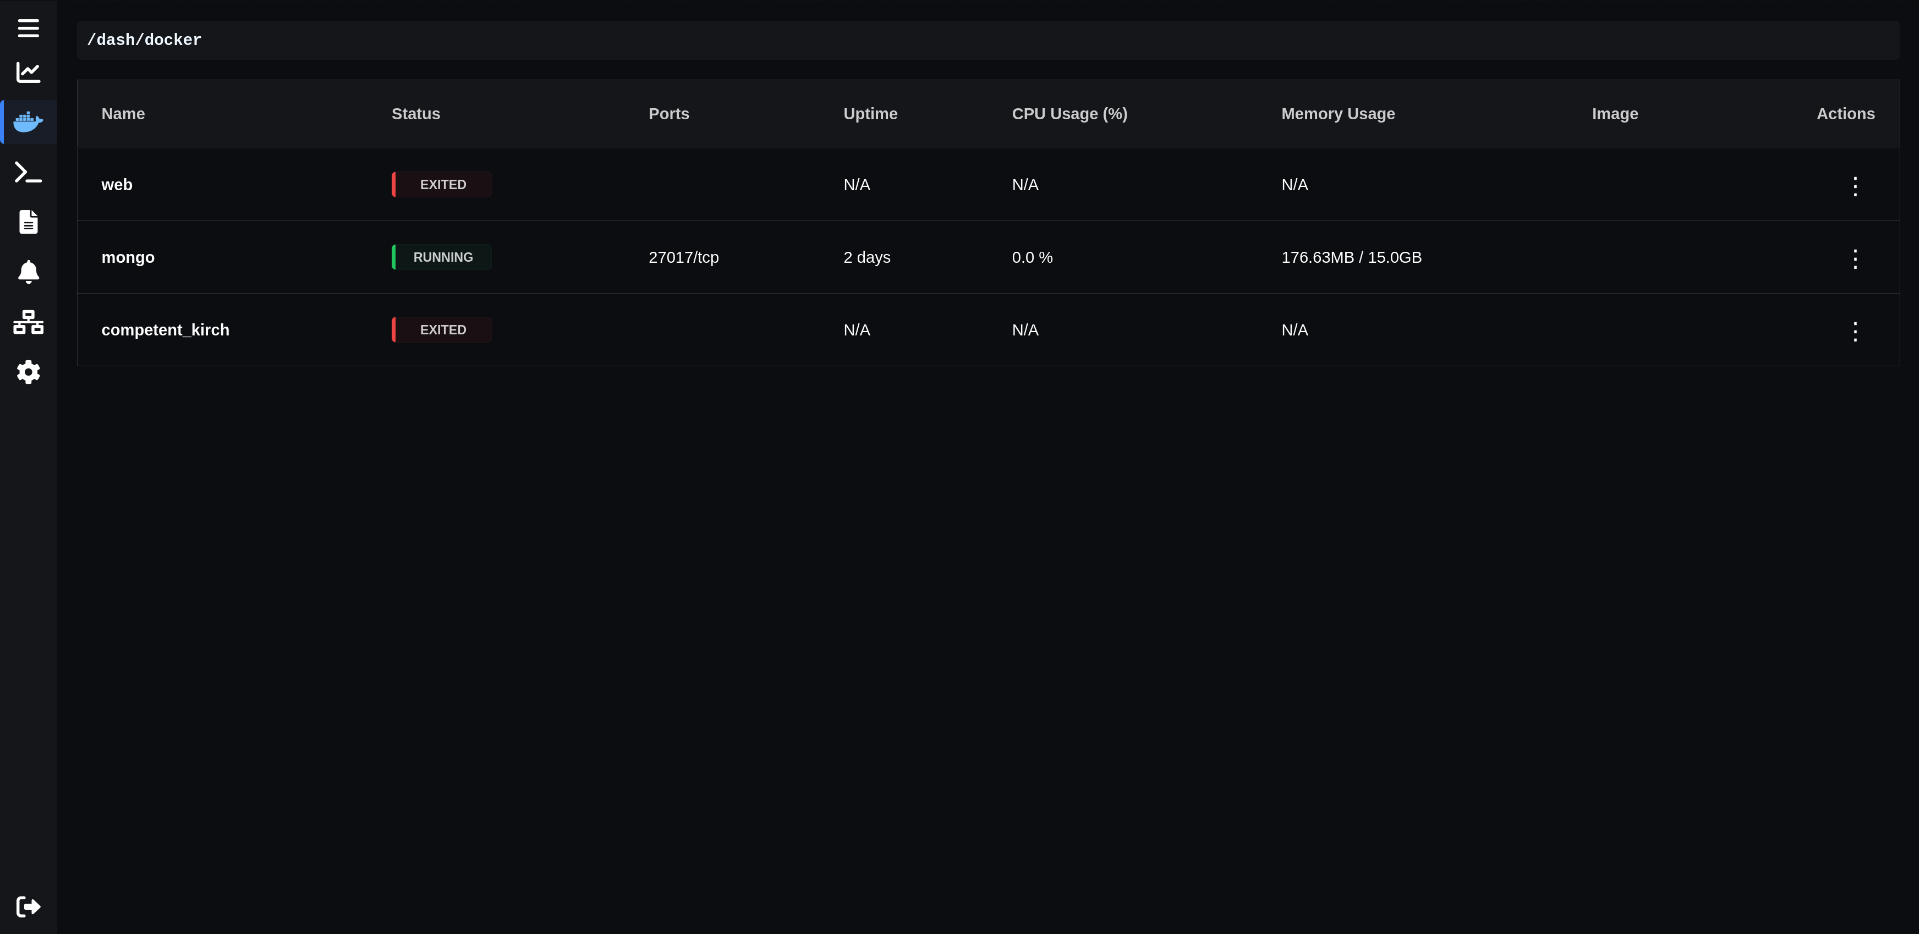 /dash/docker
Name Status Ports Uptime CPU Usage (%) Memory Usage Image Actions
web EXITED N/A N/A N/A
mongo RUNNING 27017/tcp 2 days 0.0 % 176.63MB / 15.0GB
competent_kirch EXITED N/A N/A N/A